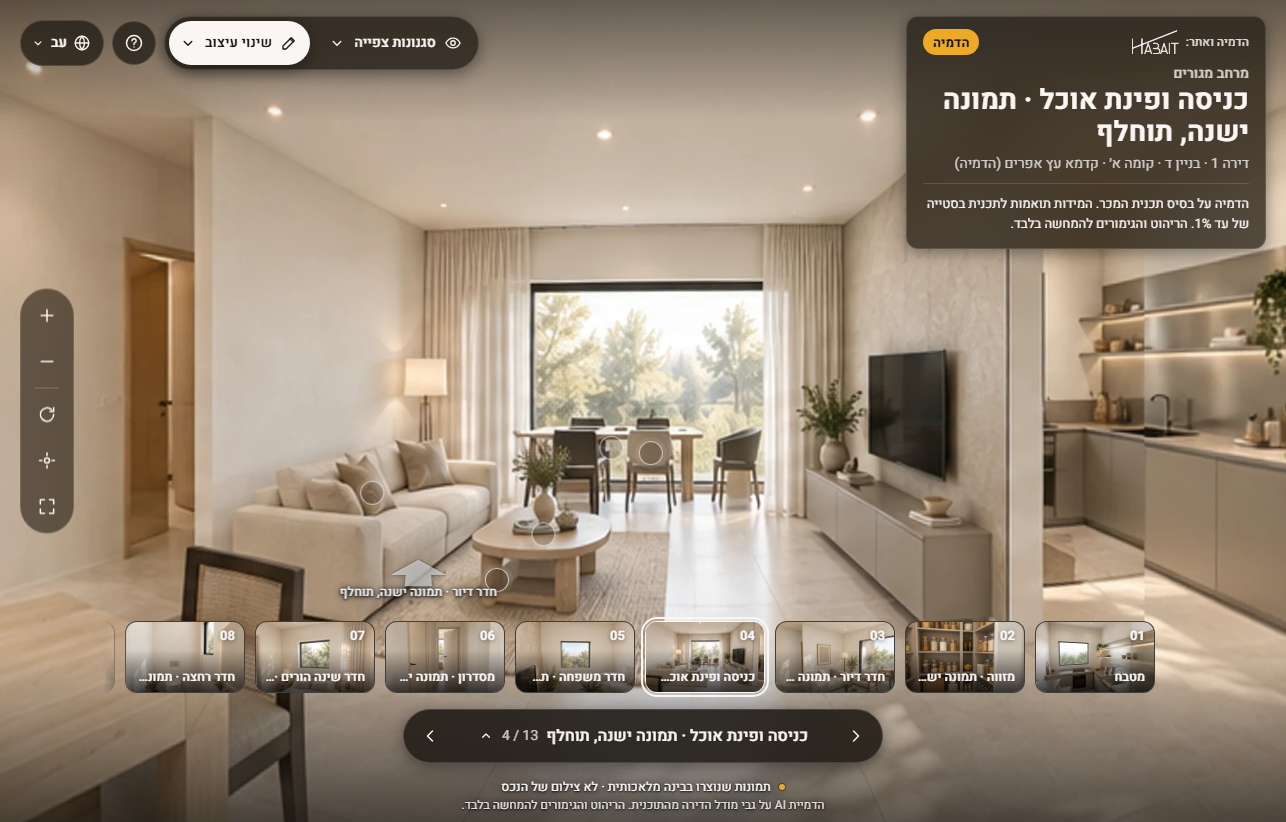 הדמיה ואתר: HABAIT
הדמיה
מרחב מגורים
כניסה ופינת אוכל · תמונה
ישנה, תוחלף
דירה 1 · בניין ד · קומה א' · קדמא עץ אפרים (הדמיה)
הדמיה על בסיס תכנית המכר. המידות תואמות לתכנית בסטייה
של עד 1%. הריהוט והגימורים להמחשה בלבד.
סגנונות צפייה
שינוי עיצוב
עב
חדר דיור · תמונה ישנה, תוחלף
01
מטבח
02
מזווה · תמונה יש...
03
חדר דיור · תמונה ...
04
כניסה ופינת אוכ...
05
חדר משפחה · ת...
06
מסדרון · תמונה י...
07
חדר שינה הורים ·...
08
חדר רחצה · תמונ...
כניסה ופינת אוכל · תמונה ישנה, תוחלף 4 / 13
תמונות שנוצרו בבינה מלאכותית · לא צילום של הנכס
הדמיית AI על גבי מודל הדירה מהתוכנית. הריהוט והגימורים להמחשה בלבד.